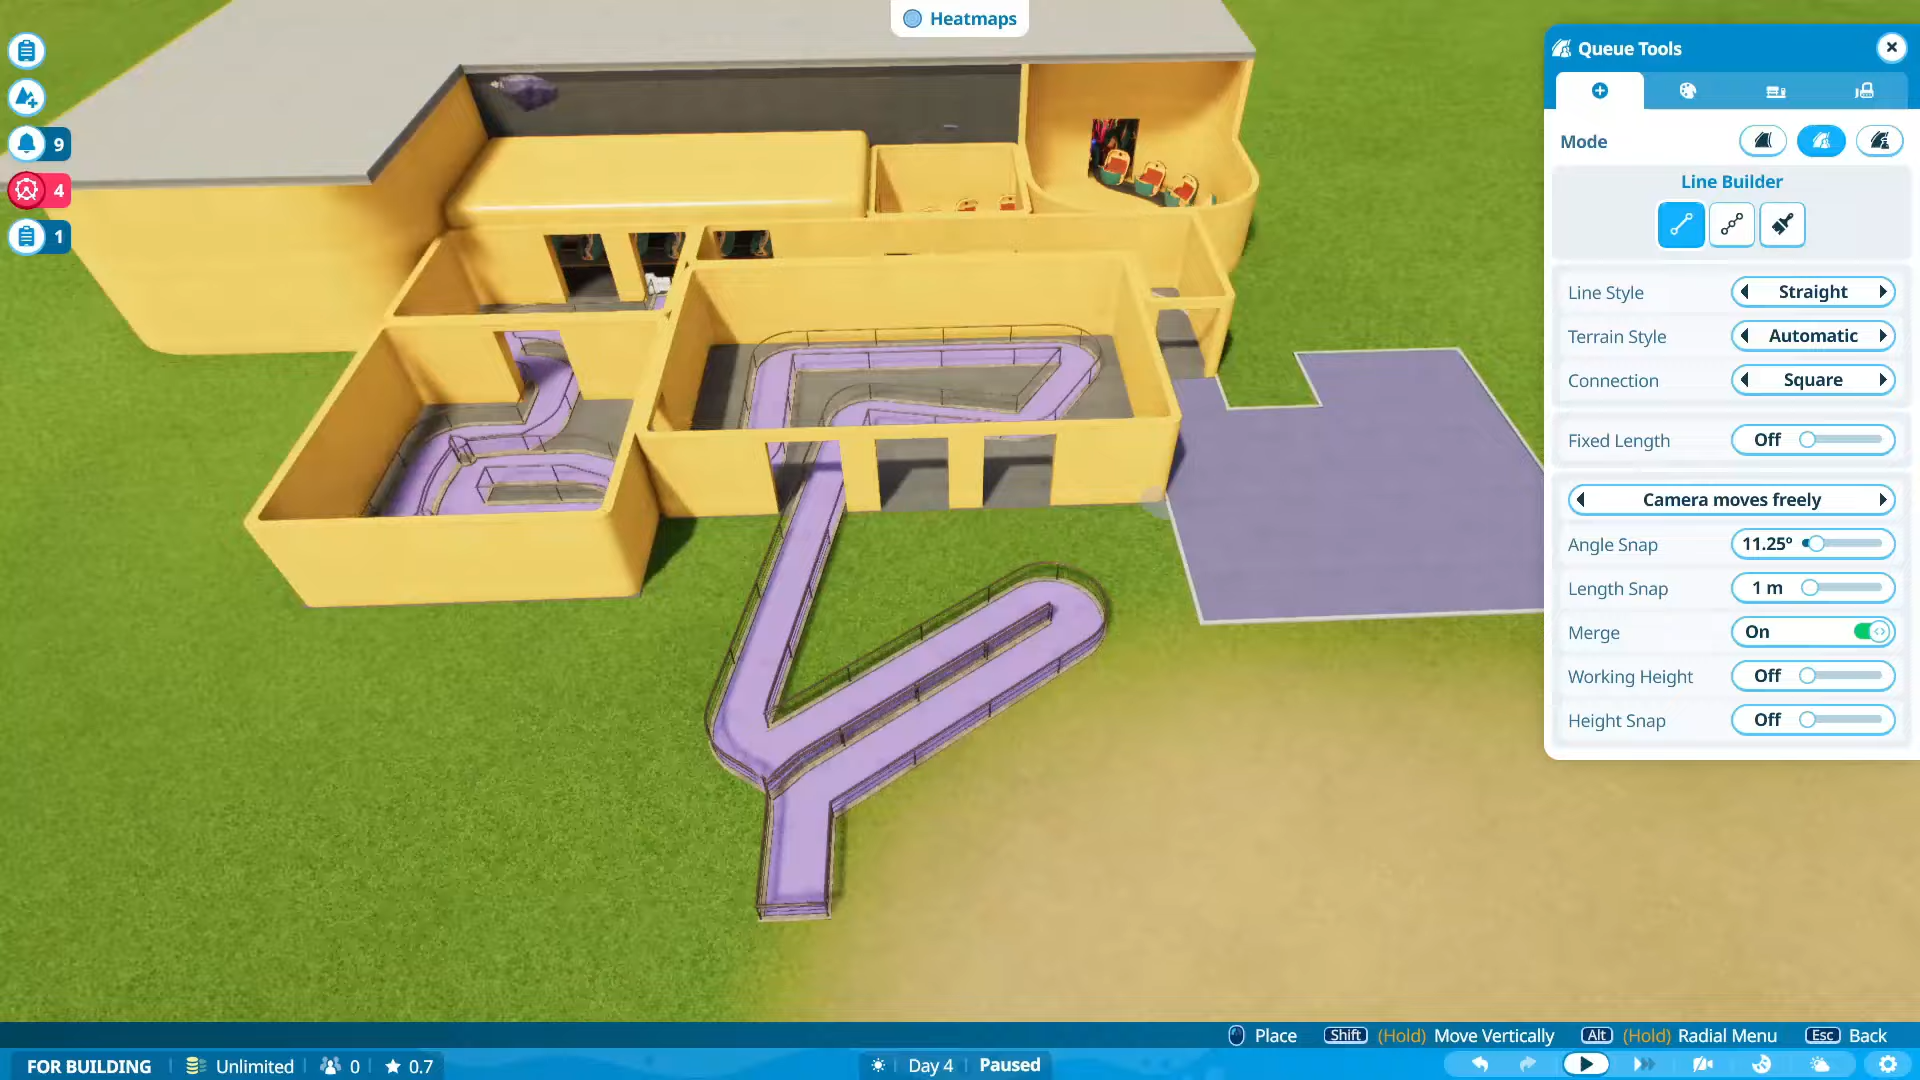 Heatmaps
9
4
1
Queue Tools
Mode
Line Builder
Line Style Straight
Terrain Style Automatic
Connection Square
Fixed Length Off
Camera moves freely
Angle Snap 11.25°
Length Snap 1 m
Merge On
Working Height Off
Height Snap Off
Place Shift (Hold) Move Vertically Alt (Hold) Radial Menu Esc Back
FOR BUILDING Unlimited 0 0.7 Day 4 Paused